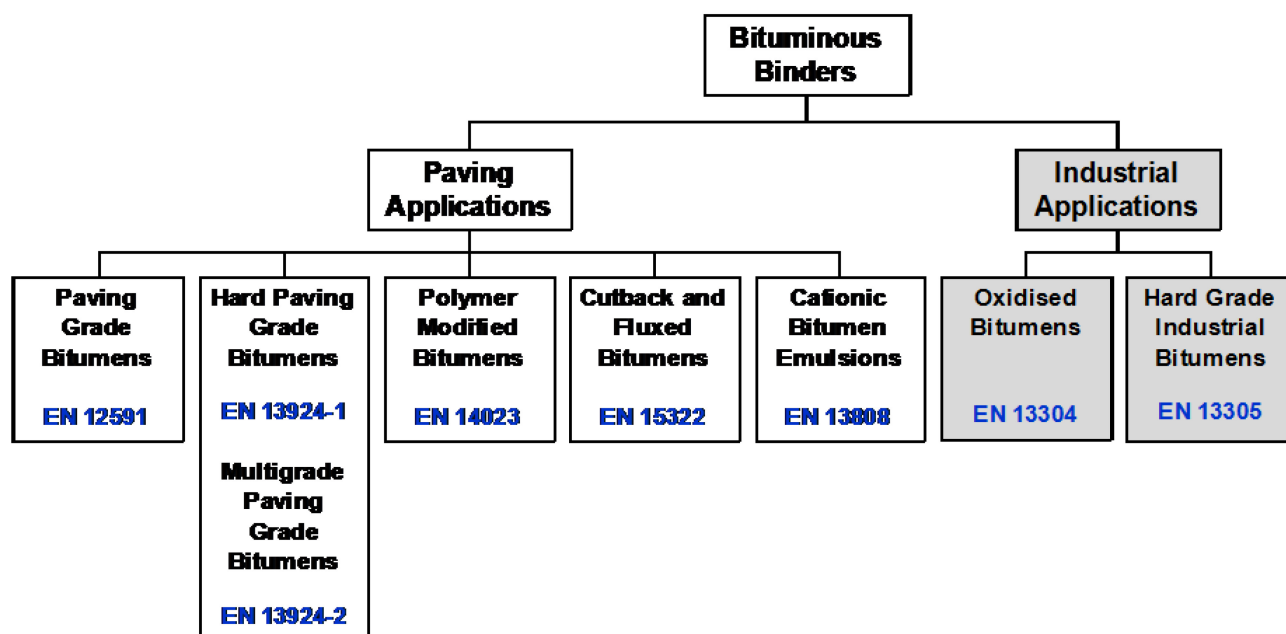 Bituminous
Binders
Paving
Applications
Industrial
Applications
Paving
Grade
Bitumens
EN 12591
Hard Paving
Grade
Bitumens
EN 13924-1
Multigrade
Paving
Grade
Bitumens
EN 13924-2
Polymer
Modified
Bitumens
EN 14023
Cutback and
Fluxed
Bitumens
EN 15322
Cationic
Bitumen
Emulsions
EN 13808
Oxidised
Bitumens
EN 13304
Hard Grade
Industrial
Bitumens
EN 13305